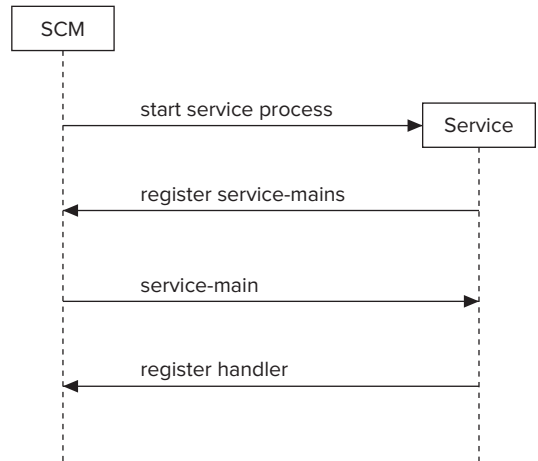 SCM
start service process
Service
register service-mains
service-main
register handler